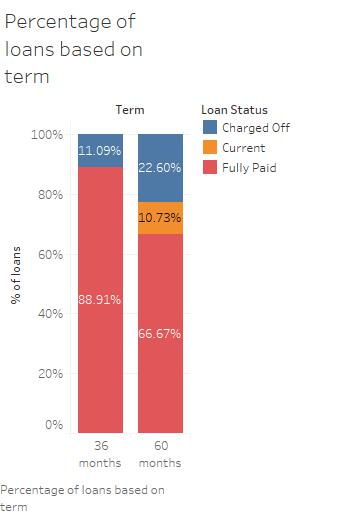 Percentage of
loans based on
term
Term
Loan Status
Charged Off
Current
Fully Paid
% of loans
100%
80%
60%
40%
20%
0%
11.09%
88.91%
22.60%
10.73%
66.67%
36
months
60
months
Percentage of loans based on
term